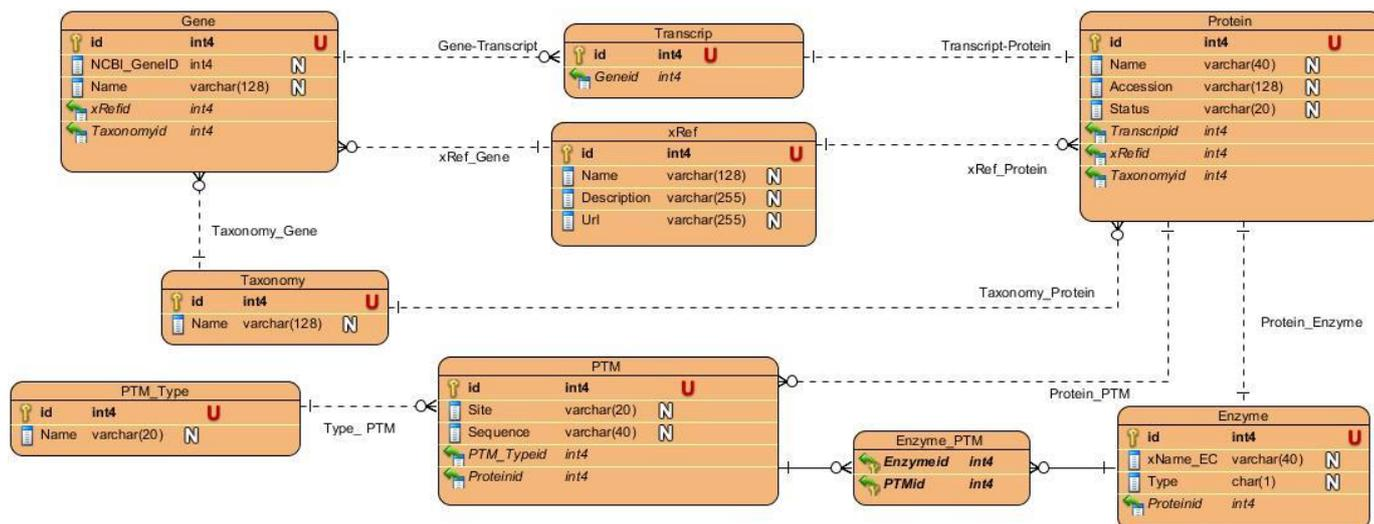 Gene
id int4 U
NCBI_GeneID int4 N
Name varchar(128) N
xRefid int4
Taxonomyid int4
Gene-Transcript
Transcrip
id int4 U
Geneid int4
Transcript-Protein
Protein
id int4 U
Name varchar(40) N
Accession varchar(128) N
Status varchar(20) N
Transcripid int4
xRefid int4
Taxonomyid int4
xRef_Gene
xRef
id int4 U
Name varchar(128) N
Description varchar(255) N
Url varchar(255) N
xRef_Protein
Taxonomy_Gene
Taxonomy
id int4 U
Name varchar(128) N
Taxonomy_Protein
Protein_Enzyme
PTM_Type
id int4 U
Name varchar(20) N
Type_ PTM
PTM
id int4 U
Site varchar(20) N
Sequence varchar(40) N
PTM_Typeid int4
Proteinid int4
Protein_PTM
Enzyme_PTM
Enzymeid int4
PTMid int4
Enzyme
id int4 U
xName_EC varchar(40) N
Type char(1) N
Proteinid int4